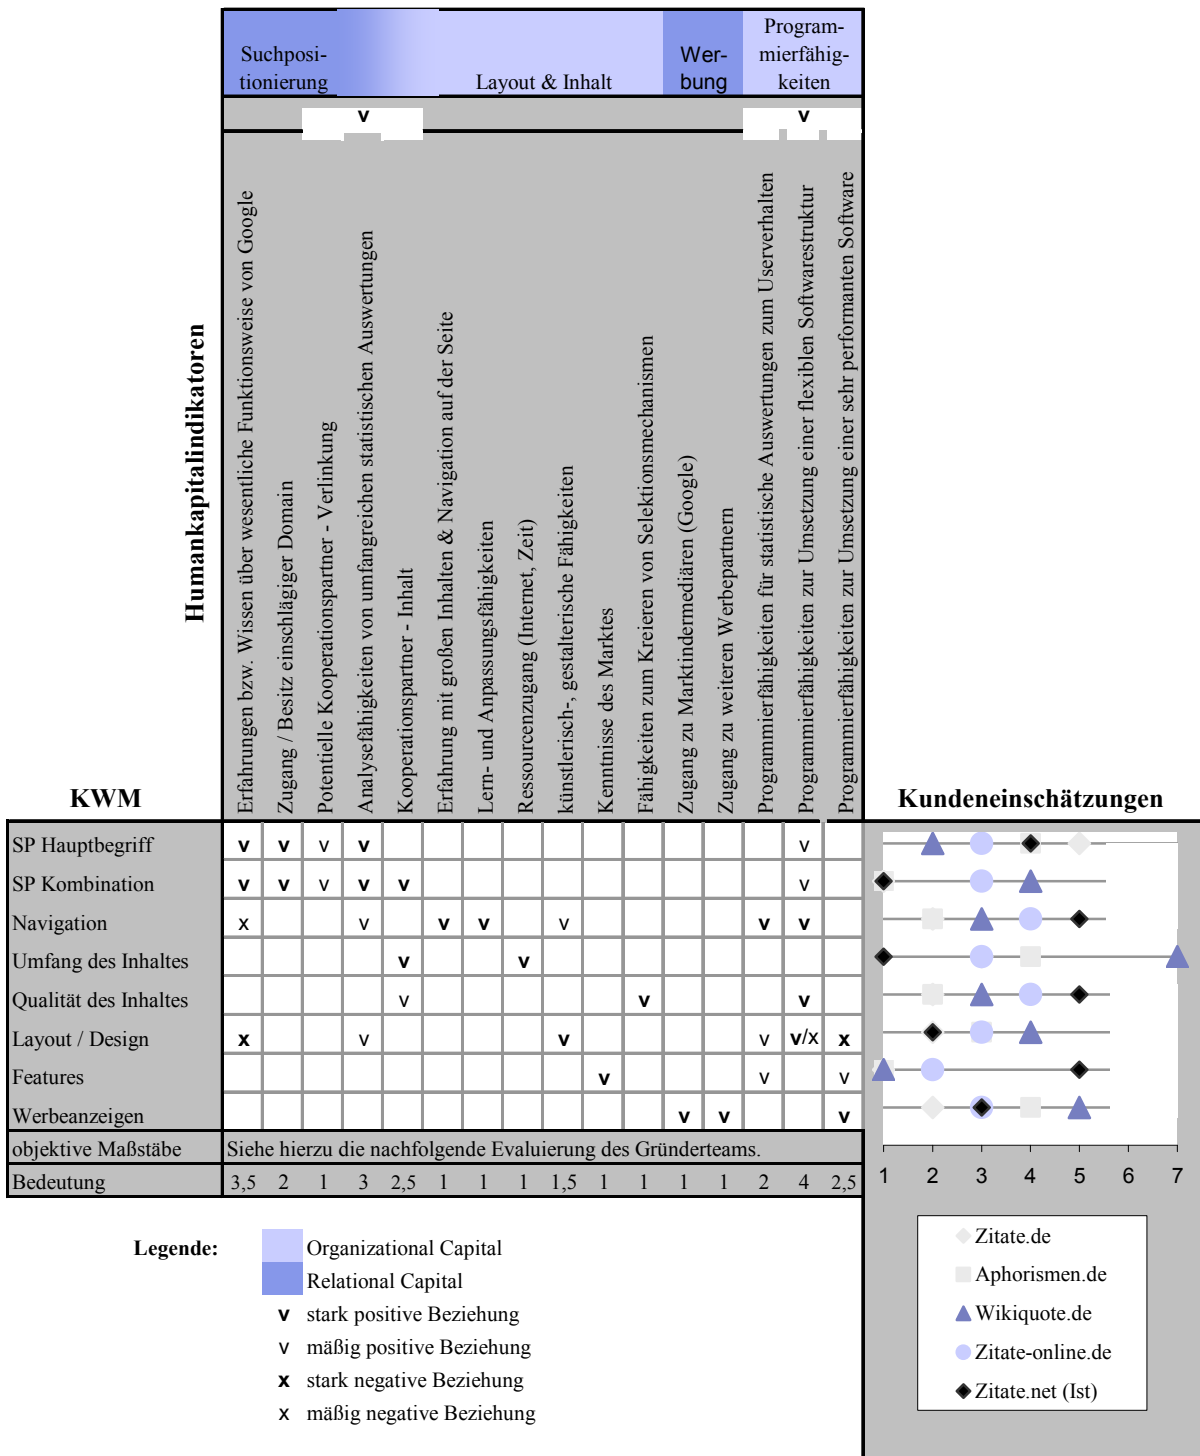 Suchposi-
tionierung
Layout & Inhalt
Wer-
bung
Program-
mierfähig-
keiten
v v
Humankapitalindikatoren
Erfahrungen bzw. Wissen über wesentliche Funktionsweise von Google
Zugang / Besitz einschlägiger Domain
Potentielle Kooperationspartner - Verlinkung
Analysefähigkeiten von umfangreichen statistischen Auswertungen
Kooperationspartner - Inhalt
Erfahrung mit großen Inhalten & Navigation auf der Seite
Lern- und Anpassungsfähigkeiten
Ressourcenzugang (Internet, Zeit)
künstlerisch-, gestalterische Fähigkeiten
Kenntnisse des Marktes
Fähigkeiten zum Kreieren von Selektionsmechanismen
Zugang zu Marktindermediären (Google)
Zugang zu weiteren Werbepartnern
Programmierfähigkeiten für statistische Auswertungen zum Userverhalten
Programmierfähigkeiten zur Umsetzung einer flexiblen Softwarestruktur
Programmierfähigkeiten zur Umsetzung einer sehr performanten Software
KWM
Kundeneinschätzungen
SP Hauptbegriff v v v v v
SP Kombination v v v v v v
Navigation x v v v v v v
Umfang des Inhaltes v v
Qualität des Inhaltes v v v
Layout / Design x v v v v/x x
Features v v v
Werbeanzeigen v v v
objektive Maßstäbe Siehe hierzu die nachfolgende Evaluierung des Gründerteams.
Bedeutung 3,5 2 1 3 2,5 1 1 1 1,5 1 1 1 1 2 4 2,5
1 2 3 4 5 6 7
Legende:
Organizational Capital
Relational Capital
v stark positive Beziehung
v mäßig positive Beziehung
x stark negative Beziehung
x mäßig negative Beziehung
Zitate.de
Aphorismen.de
Wikiquote.de
Zitate-online.de
Zitate.net (Ist)